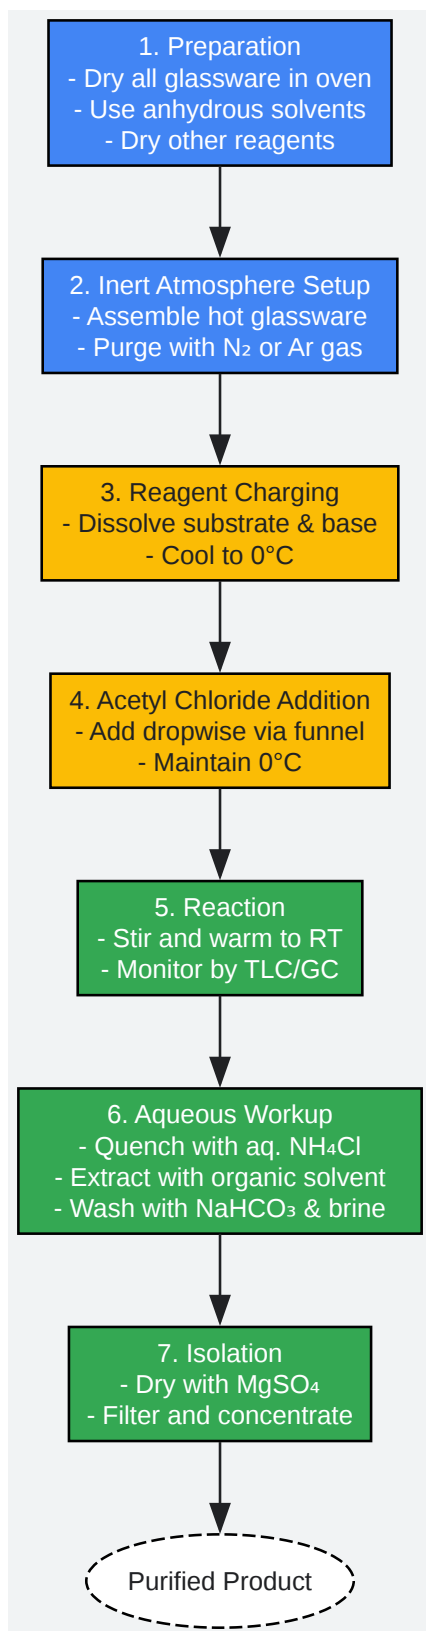 1. Preparation
- Dry all glassware in oven
- Use anhydrous solvents
- Dry other reagents
2. Inert Atmosphere Setup
- Assemble hot glassware
- Purge with N₂ or Ar gas
3. Reagent Charging
- Dissolve substrate & base
- Cool to 0°C
4. Acetyl Chloride Addition
- Add dropwise via funnel
- Maintain 0°C
5. Reaction
- Stir and warm to RT
- Monitor by TLC/GC
6. Aqueous Workup
- Quench with aq. NH₄Cl
- Extract with organic solvent
- Wash with NaHCO₃ & brine
7. Isolation
- Dry with MgSO₄
- Filter and concentrate
Purified Product